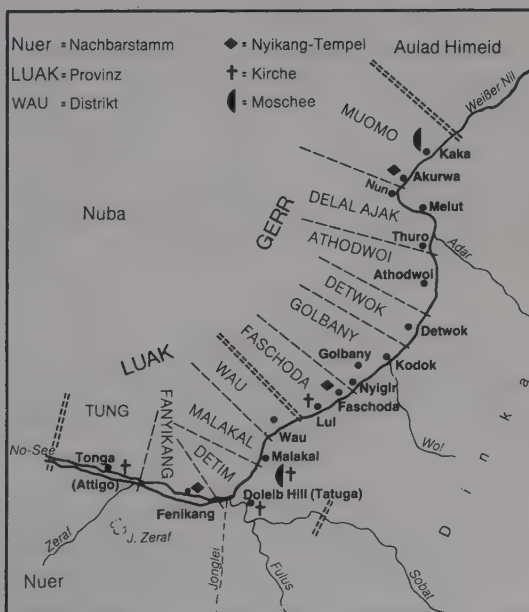 Nuer = Nachbarstamm
LUAK = Provinz
WAU = Distrikt
Nyikang-Tempel
= Kirche
= Moschee
Aulad Himeid
Weißer Nil
MUOMO
Kaka
Akurwa
Nun
Melut
Nuba
DELAL AJAK
GERR
Thuro
Adar
ATHODWOI
Athodwoi
DETWOK
GOLBANY
Detwok
Golbany
Kodok
FASCHODA
Nyigir
Faschoda
LUAK
WAU
Lul
Wol
Dinka
TUNG
FANYIKANG
MALAKAL
Wau
No-See
Tonga
(Attigo)
DETIM
Malakal
Fenikang
Doleib Hill (Tatuga)
Zeraf
J. Zeraf
Nuer
Jonglei
Fulus
Sobat